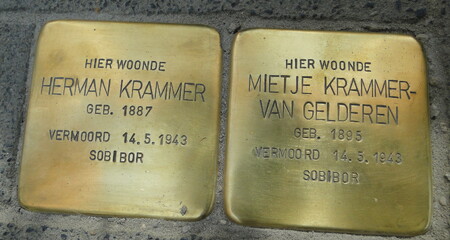 HIER WOONDE
HERMAN KRAMMER
GEB. 1887
VERMOORD 14.5.1943
SOBIBOR
HIER WOONDE
MIETJE KRAMMER-
VAN GELDEREN
GEB. 1895
VERMOORD 14.5.1943
SOBIBOR